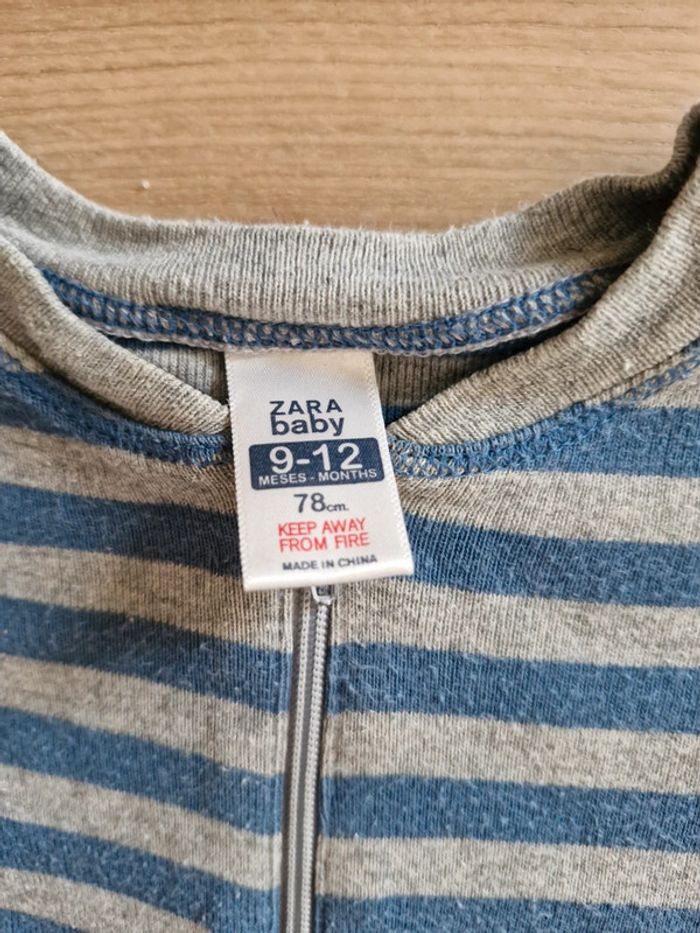 ZARA
baby
9-12
MESES - MONTHS
78cm.
KEEP AWAY
FROM FIRE
MADE IN CHINA